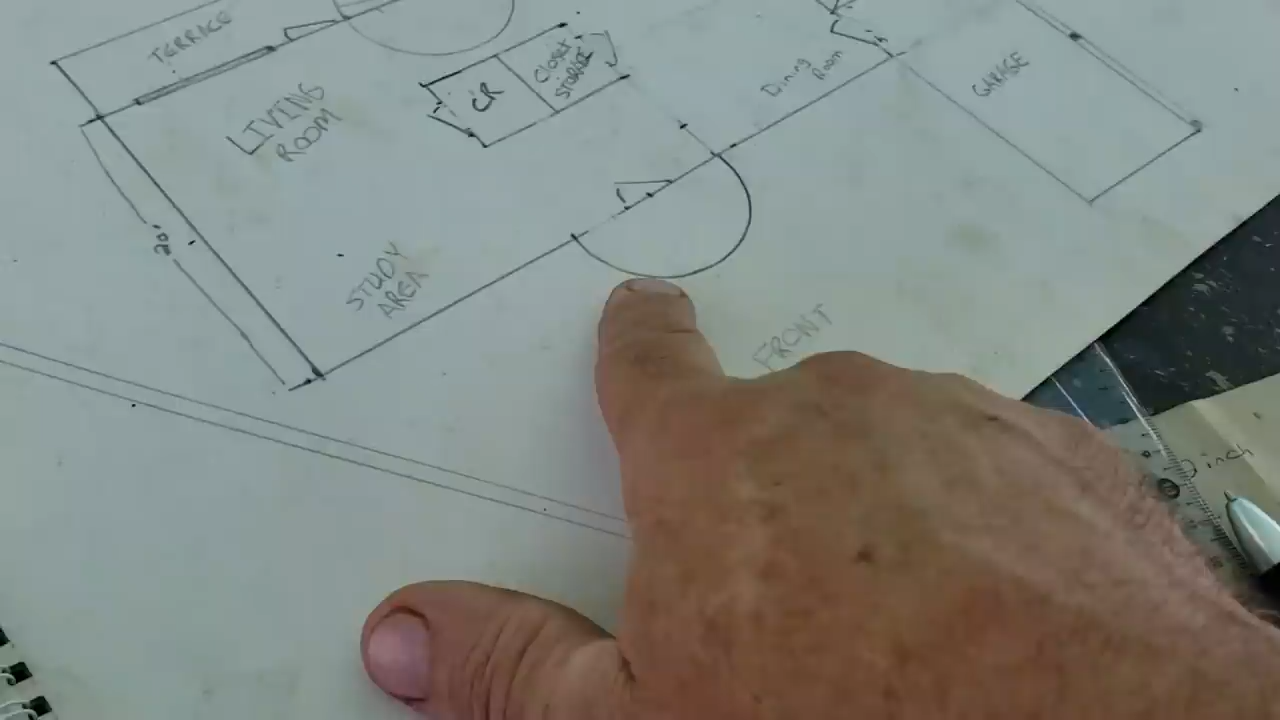 TERRACE
LIVING
ROOM
CR
Closet
STORAGE
Dining
Room
GARAGE
20'
STUDY
AREA
FRONT
inch